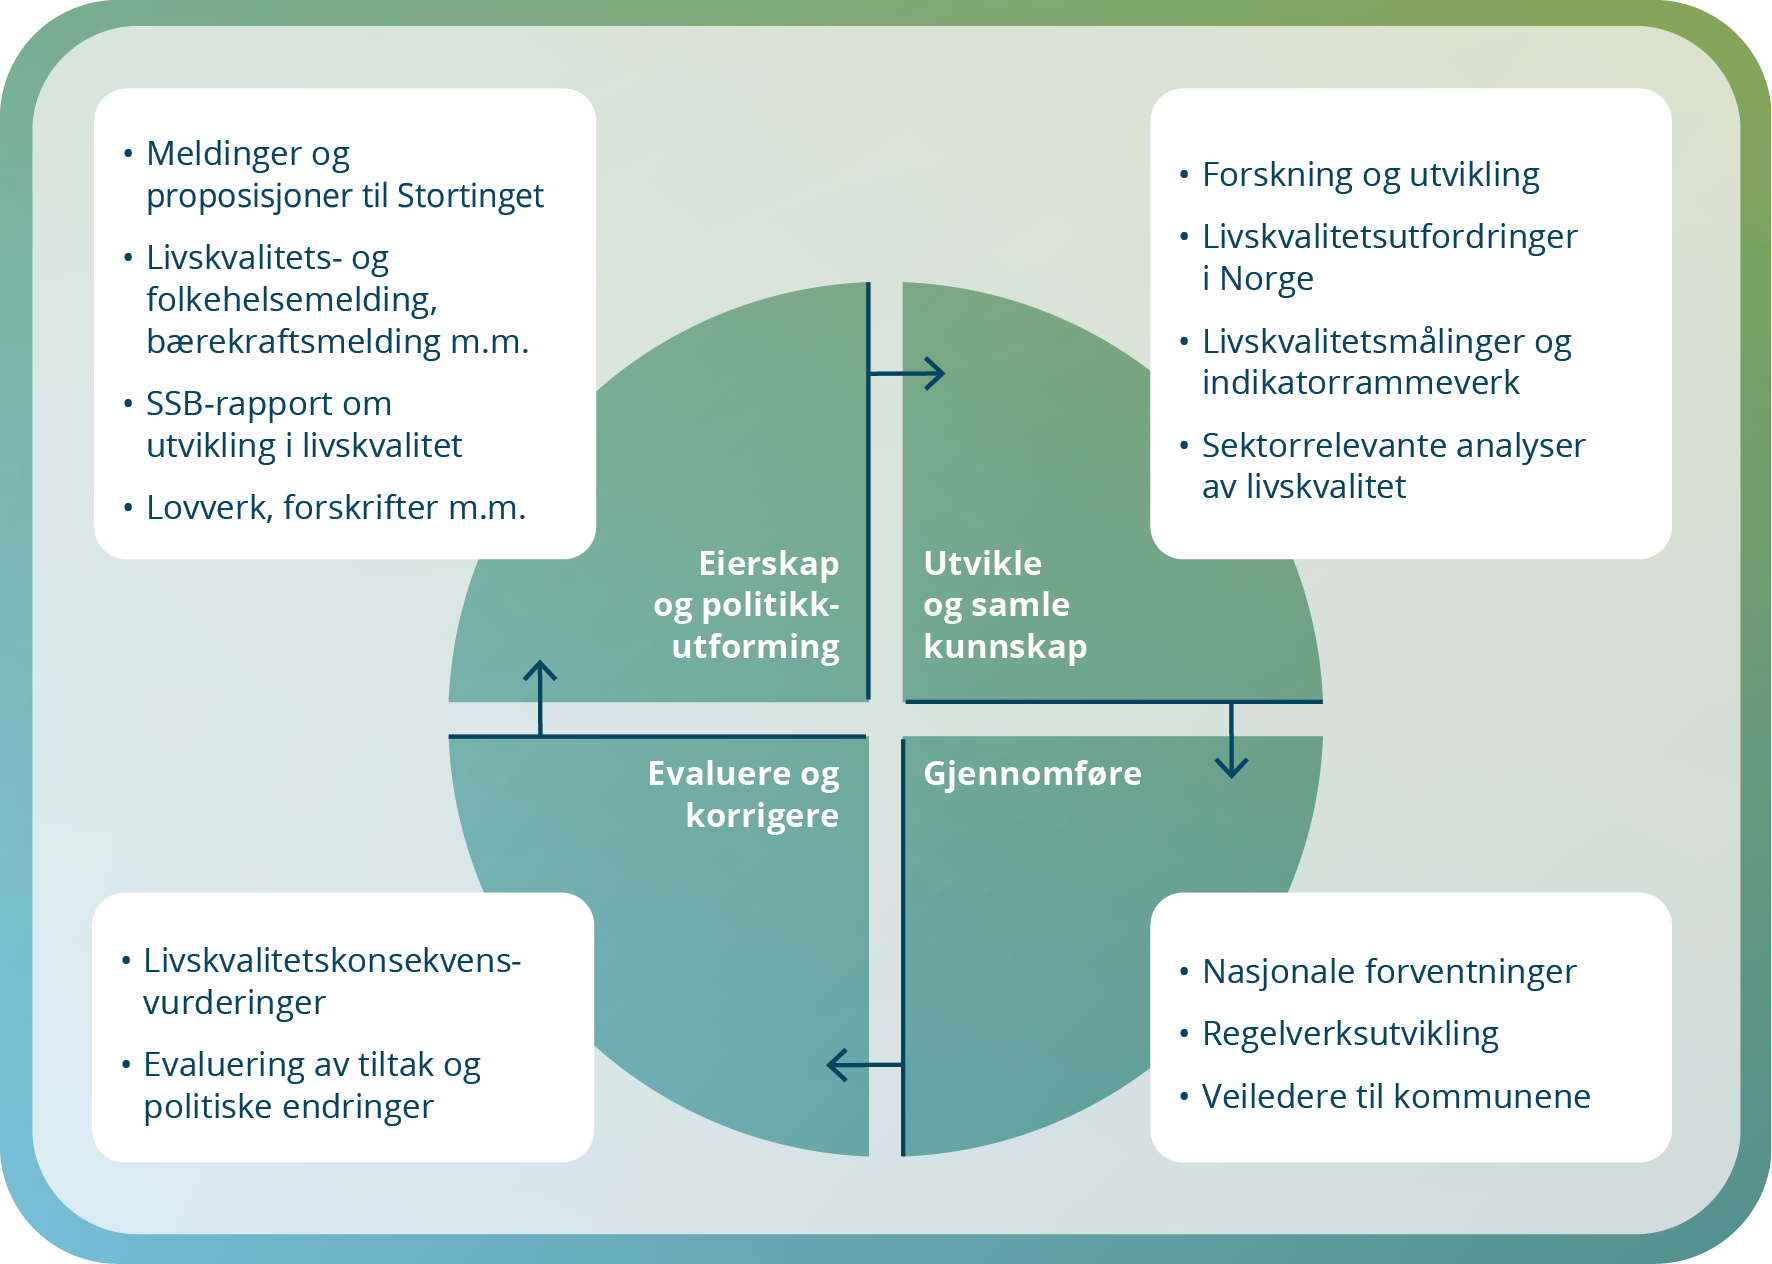 • Meldinger og
proposisjoner til Stortinget
• Livskvalitets- og
folkehelsemelding,
bærekraftsmelding m.m.
• SSB-rapport om
utvikling i livskvalitet
• Lovverk, forskrifter m.m.
• Forskning og utvikling
• Livskvalitetsutfordringer
i Norge
• Livskvalitetsmålinger og
indikatorrammeverk
• Sektorrelevante analyser
av livskvalitet
Eierskap
og politikk-
utforming
Utvikle
og samle
kunnskap
Evaluere og
korrigere
Gjennomføre
• Livskvalitetskonsekvens-
vurderinger
• Evaluering av tiltak og
politiske endringer
• Nasjonale forventninger
• Regelverksutvikling
• Veiledere til kommunene